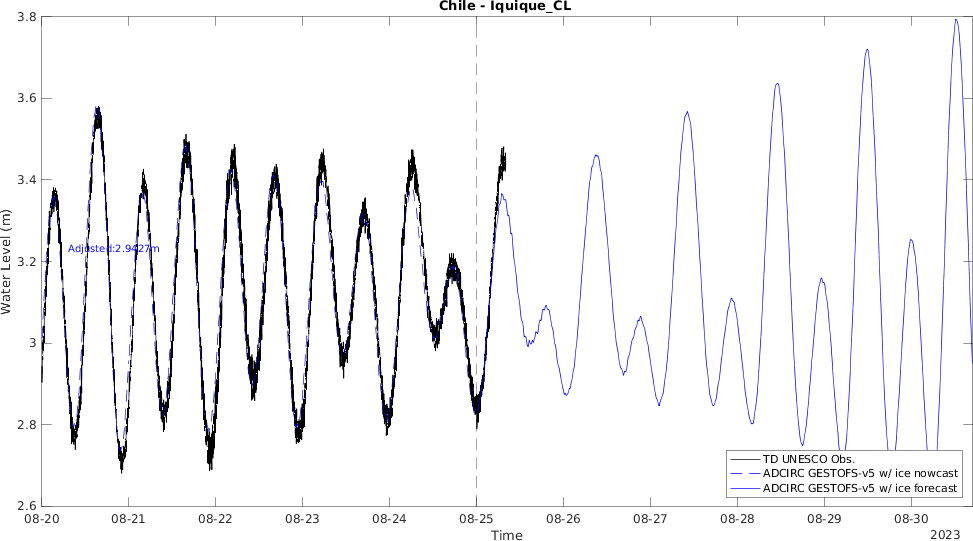 Chile - Iquique_CL
3.8
3.6
3.4
3.2
3
2.8
2.6
Water Level (m)
Adjusted:2.9427m
TD UNESCO Obs.
ADCIRC GESTOFS-v5 w/ ice nowcast
ADCIRC GESTOFS-v5 w/ ice forecast
08-20 08-21 08-22 08-23 08-24 08-25 08-26 08-27 08-28 08-29 08-30
Time
2023